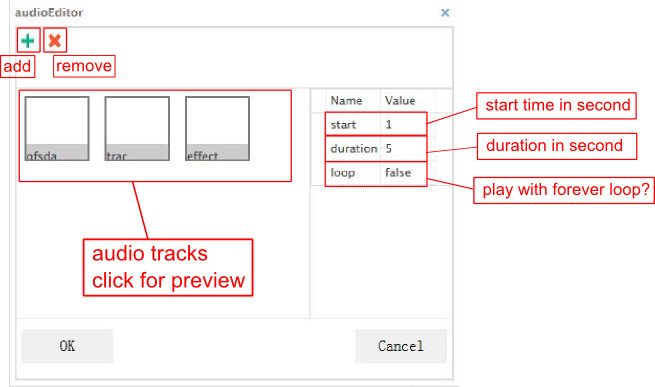 audioEditor
add
remove
Name Value
start 1
start time in second
duration 5
duration in second
loop false
play with forever loop?
qfsda
trac
effect
audio tracks
click for preview
OK
Cancel